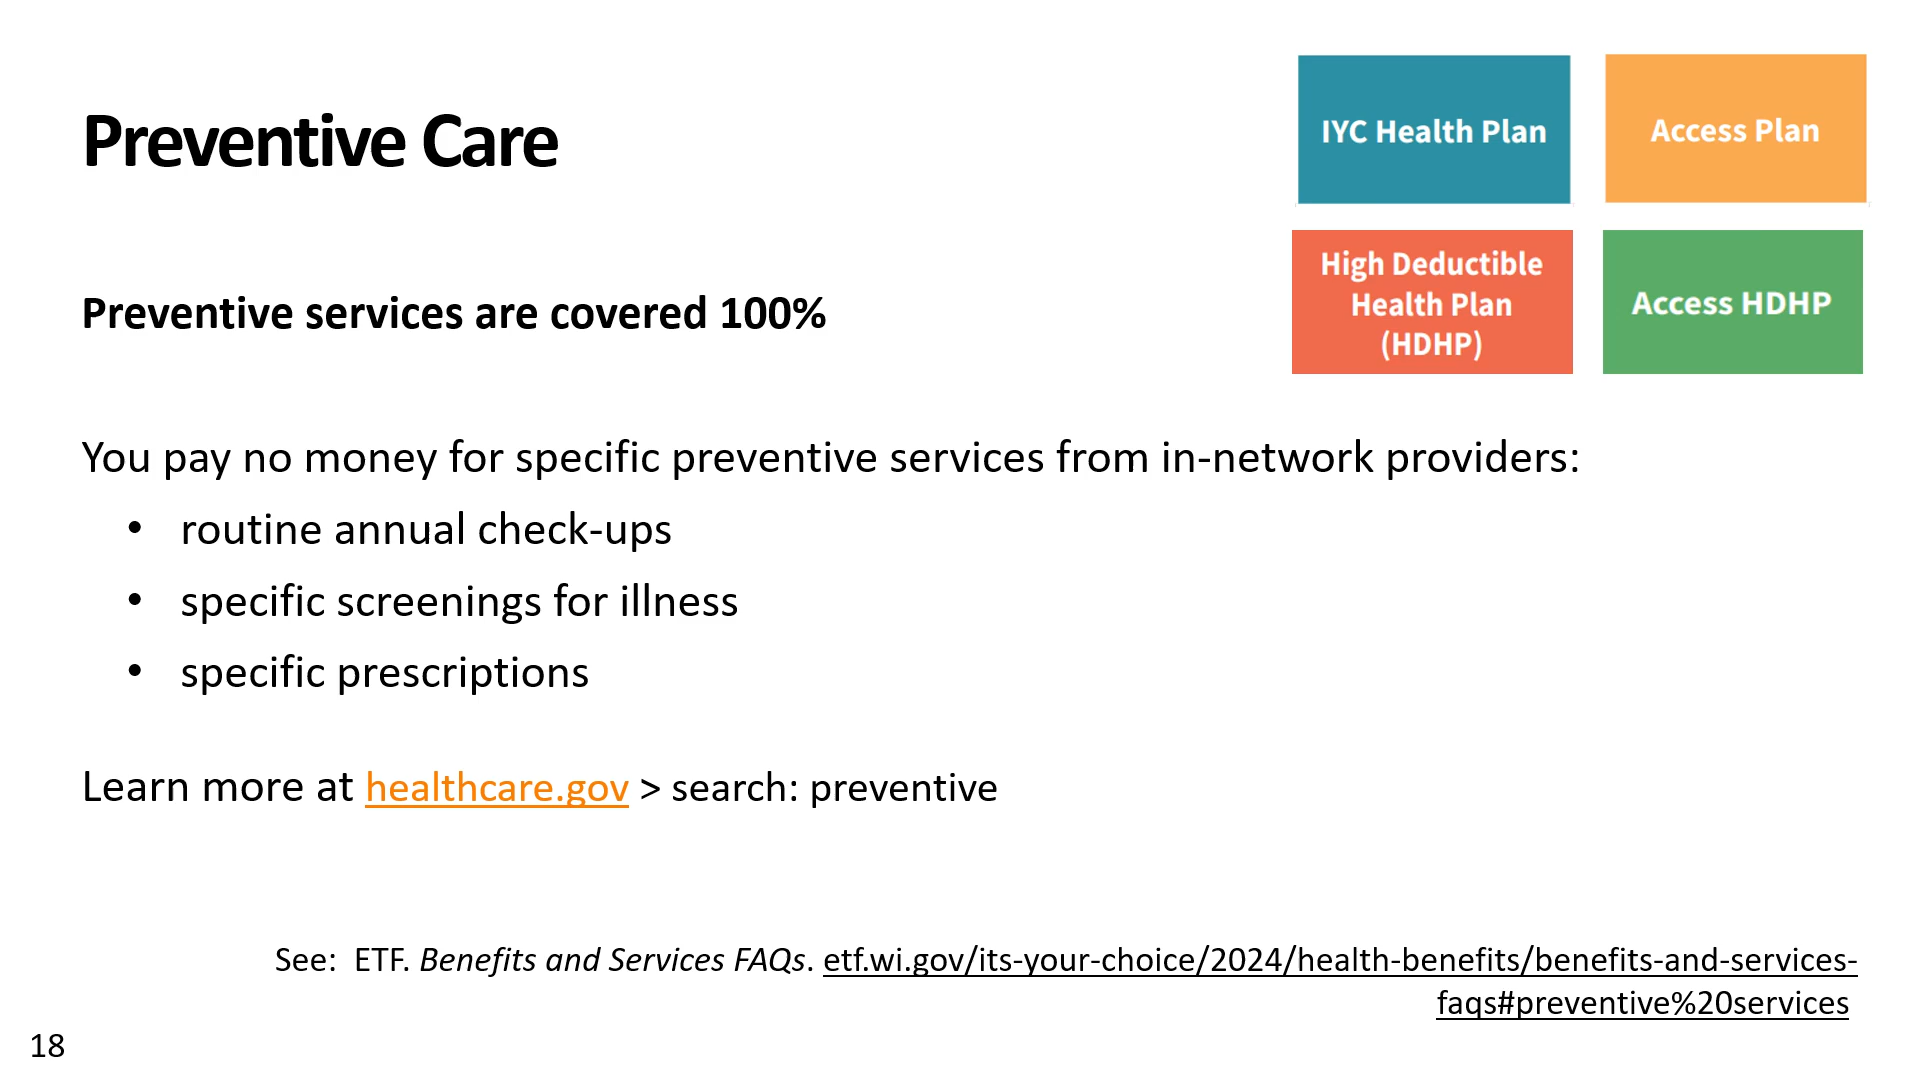 Preventive Care
IYC Health Plan
Access Plan
High Deductible
Health Plan
(HDHP)
Access HDHP
Preventive services are covered 100%
You pay no money for specific preventive services from in-network providers:
• routine annual check-ups
• specific screenings for illness
• specific prescriptions
Learn more at healthcare.gov > search: preventive
See:  ETF. Benefits and Services FAQs. etf.wi.gov/its-your-choice/2024/health-benefits/benefits-and-services-
faqs#preventive%20services
18